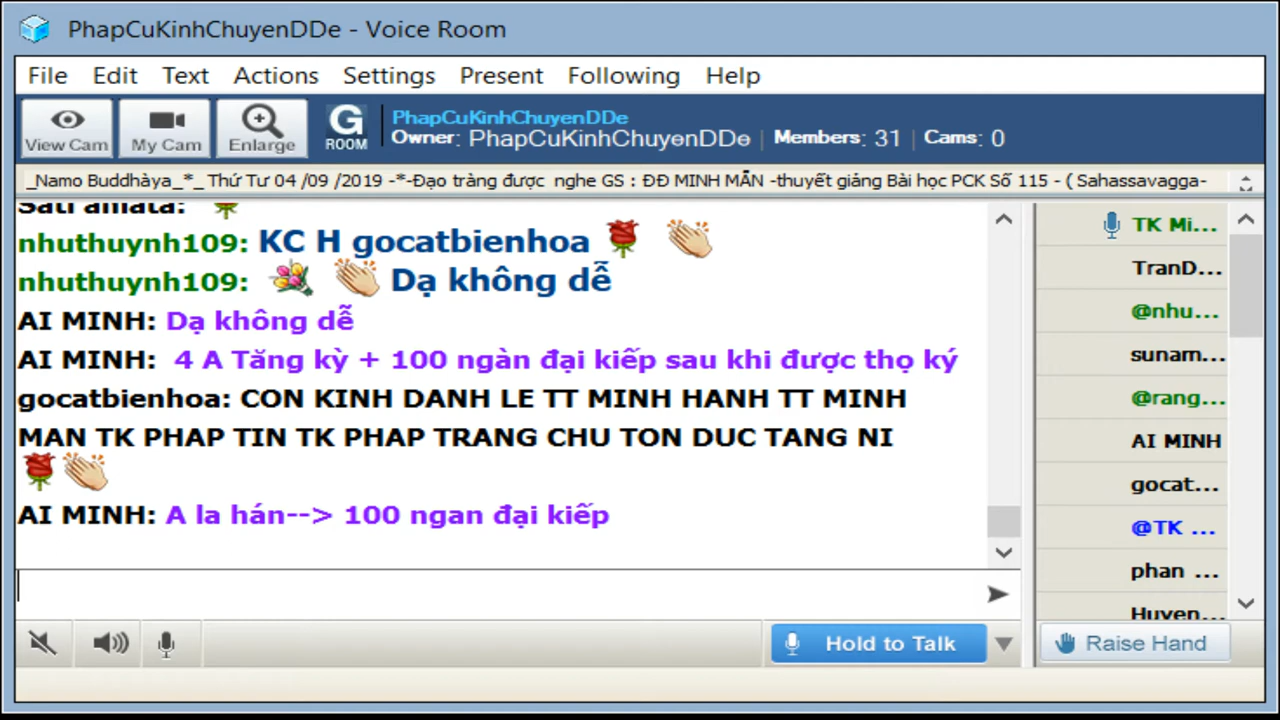 PhapCuKinhChuyenDDe - Voice Room
File Edit Text Actions Settings Present Following Help
View Cam My Cam Enlarge G ROOM
PhapCuKinhChuyenDDe
Owner: PhapCuKinhChuyenDDe | Members: 31 | Cams: 0
_Namo Buddhàya_*_ Thứ Tư 04 /09 /2019 -*-Đạo tràng được nghe GS : ĐĐ MINH MẪN -thuyết giảng Bài học PCK Số 115 - ( Sahassavagga-
Sati amata:
nhuthuynh109: KC H gocatbienhoa
nhuthuynh109: Dạ không dễ
AI MINH: Dạ không dễ
AI MINH: 4 A Tăng kỳ + 100 ngàn đại kiếp sau khi được thọ ký
gocatbienhoa: CON KINH DANH LE TT MINH HANH TT MINH
MAN TK PHAP TIN TK PHAP TRANG CHU TON DUC TANG NI
AI MINH: A la hán--> 100 ngan đại kiếp
TK Mi...
TranD...
@nhu...
sunam...
@rang...
AI MINH
gocat...
@TK ...
phan ...
Huyen...
Hold to Talk
Raise Hand